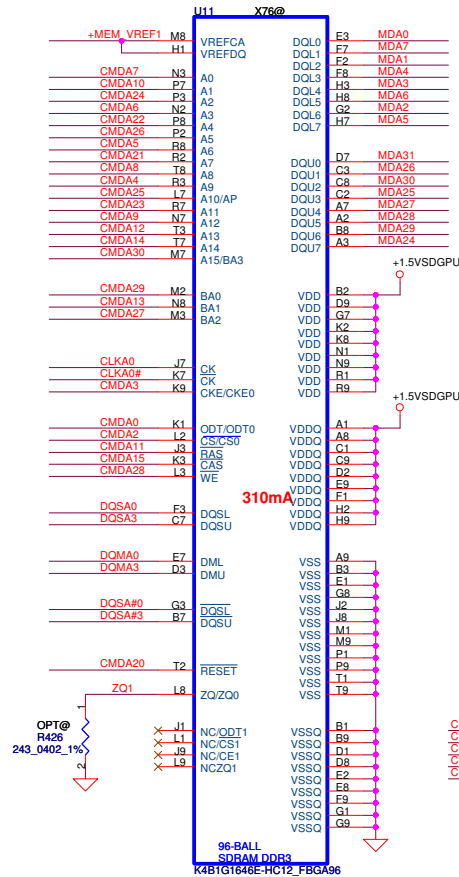 U11 X76@
+MEM_VREF1 M8 VREFCA
H1 VREFDQ
CMDA7 N3 A0
CMDA10 P7 A1
CMDA24 P3 A2
CMDA6 N2 A3
CMDA22 P8 A4
CMDA26 P2 A5
CMDA5 R8 A6
CMDA21 R2 A7
CMDA8 T8 A8
CMDA4 R3 A9
CMDA25 L7 A10/AP
CMDA23 R7 A11
CMDA9 N7 A12
CMDA12 T3 A13
CMDA14 T7 A14
CMDA30 M7 A15/BA3
CMDA29 M2 BA0
CMDA13 N8 BA1
CMDA27 M3 BA2
CLKA0 J7 CK
CLKA0# K7 CK
CMDA3 K9 CKE/CKE0
CMDA0 K1 ODT/ODT0
CMDA2 L2 CS/CS0
CMDA11 J3 RAS
CMDA15 K3 CAS
CMDA28 L3 WE
DQSA0 F3 DQSL
DQSA3 C7 DQSU
DQMA0 E7 DML
DQMA3 D3 DMU
DQSA#0 G3 DQSL
DQSA#3 B7 DQSU
CMDA20 T2 RESET
ZQ1 L8 ZQ/ZQ0
1
OPT@
R426
243_0402_1%
2
J1 NC/ODT1
L1 NC/CS1
J9 NC/CE1
L9 NCZQ1
DQL0 E3 MDA0
DQL1 F7 MDA7
DQL2 F2 MDA1
DQL3 F8 MDA4
DQL4 H3 MDA3
DQL5 H8 MDA6
DQL6 G2 MDA2
DQL7 H7 MDA5
DQU0 D7 MDA31
DQU1 C3 MDA26
DQU2 C8 MDA30
DQU3 C2 MDA25
DQU4 A7 MDA27
DQU5 A2 MDA28
DQU6 B8 MDA29
DQU7 A3 MDA24
+1.5VSDGPU
VDD B2
VDD D9
VDD G7
VDD K2
VDD K8
VDD N1
VDD N9
VDD R1
VDD R9
+1.5VSDGPU
VDDQ A1
VDDQ A8
VDDQ C1
VDDQ C9
VDDQ D2
VDDQ E9
VDDQ F1
VDDQ H2
VDDQ H9
310mA
VSS A9
VSS B3
VSS E1
VSS G8
VSS J2
VSS J8
VSS M1
VSS M9
VSS P1
VSS P9
VSS T1
VSS T9
VSSQ B1
VSSQ B9
VSSQ D1
VSSQ D8
VSSQ E2
VSSQ E8
VSSQ F9
VSSQ G1
VSSQ G9
96-BALL
SDRAM DDR3
K4B1G1646E-HC12_FBGA96